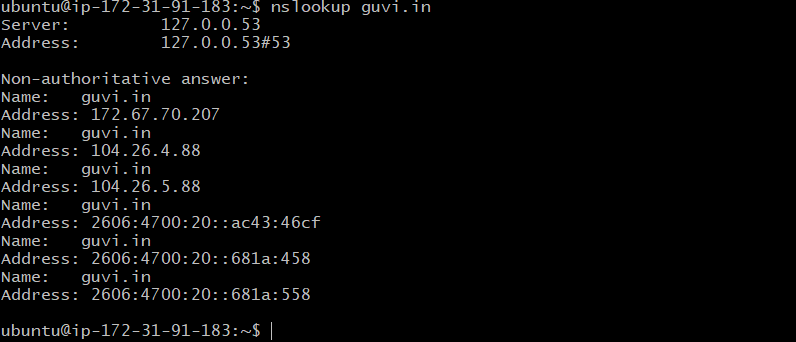 ubuntu@ip-172-31-91-183:~$ nslookup guvi.in
Server:         127.0.0.53
Address:        127.0.0.53#53

Non-authoritative answer:
Name:   guvi.in
Address: 172.67.70.207
Name:   guvi.in
Address: 104.26.4.88
Name:   guvi.in
Address: 104.26.5.88
Name:   guvi.in
Address: 2606:4700:20::ac43:46cf
Name:   guvi.in
Address: 2606:4700:20::681a:458
Name:   guvi.in
Address: 2606:4700:20::681a:558

ubuntu@ip-172-31-91-183:~$